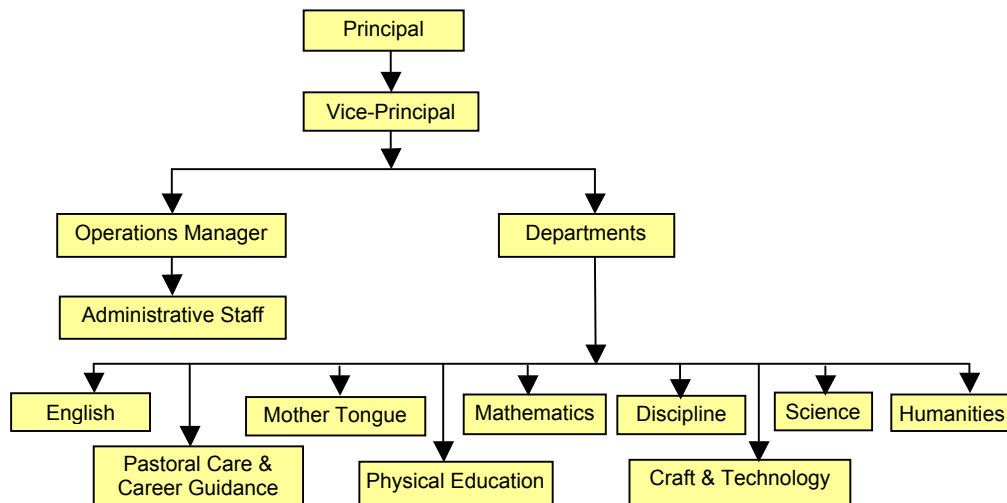 Principal
Vice-Principal
Operations Manager
Departments
Administrative Staff
English
Mother Tongue
Mathematics
Discipline
Science
Humanities
Pastoral Care &
Career Guidance
Physical Education
Craft & Technology